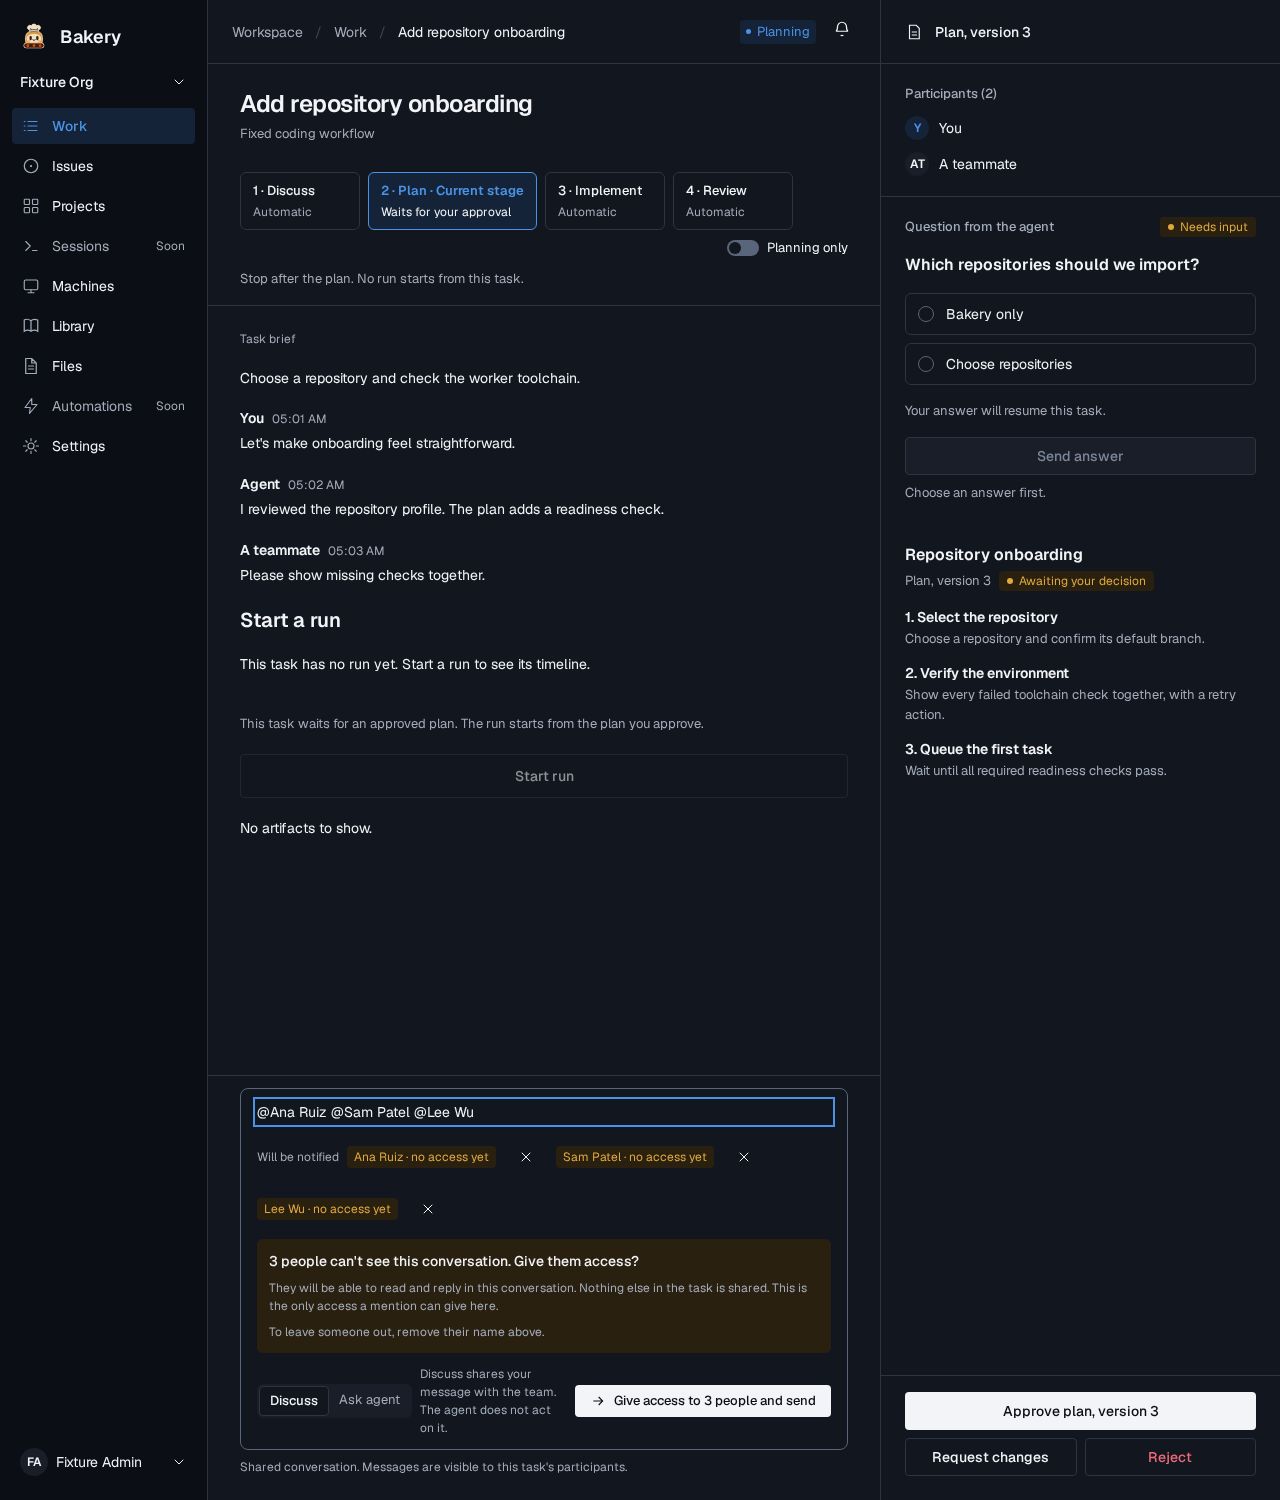 Bakery
Fixture Org
Work
Issues
Projects
Sessions Soon
Machines
Library
Files
Automations Soon
Settings
FA Fixture Admin
Workspace / Work / Add repository onboarding
Planning
Add repository onboarding
Fixed coding workflow
1 · Discuss
Automatic
2 · Plan · Current stage
Waits for your approval
3 · Implement
Automatic
4 · Review
Automatic
Planning only
Stop after the plan. No run starts from this task.
Task brief
Choose a repository and check the worker toolchain.
You 05:01 AM
Let's make onboarding feel straightforward.
Agent 05:02 AM
I reviewed the repository profile. The plan adds a readiness check.
A teammate 05:03 AM
Please show missing checks together.
Start a run
This task has no run yet. Start a run to see its timeline.
This task waits for an approved plan. The run starts from the plan you approve.
Start run
No artifacts to show.
@Ana Ruiz @Sam Patel @Lee Wu
Will be notified Ana Ruiz · no access yet Sam Patel · no access yet
Lee Wu · no access yet
3 people can't see this conversation. Give them access?
They will be able to read and reply in this conversation. Nothing else in the task is shared. This is
the only access a mention can give here.
To leave someone out, remove their name above.
Discuss Ask agent
Discuss shares your
message with the team.
The agent does not act
on it.
Give access to 3 people and send
Shared conversation. Messages are visible to this task's participants.
Plan, version 3
Participants (2)
Y You
AT A teammate
Question from the agent Needs input
Which repositories should we import?
Bakery only
Choose repositories
Your answer will resume this task.
Send answer
Choose an answer first.
Repository onboarding
Plan, version 3 Awaiting your decision
1. Select the repository
Choose a repository and confirm its default branch.
2. Verify the environment
Show every failed toolchain check together, with a retry
action.
3. Queue the first task
Wait until all required readiness checks pass.
Approve plan, version 3
Request changes Reject